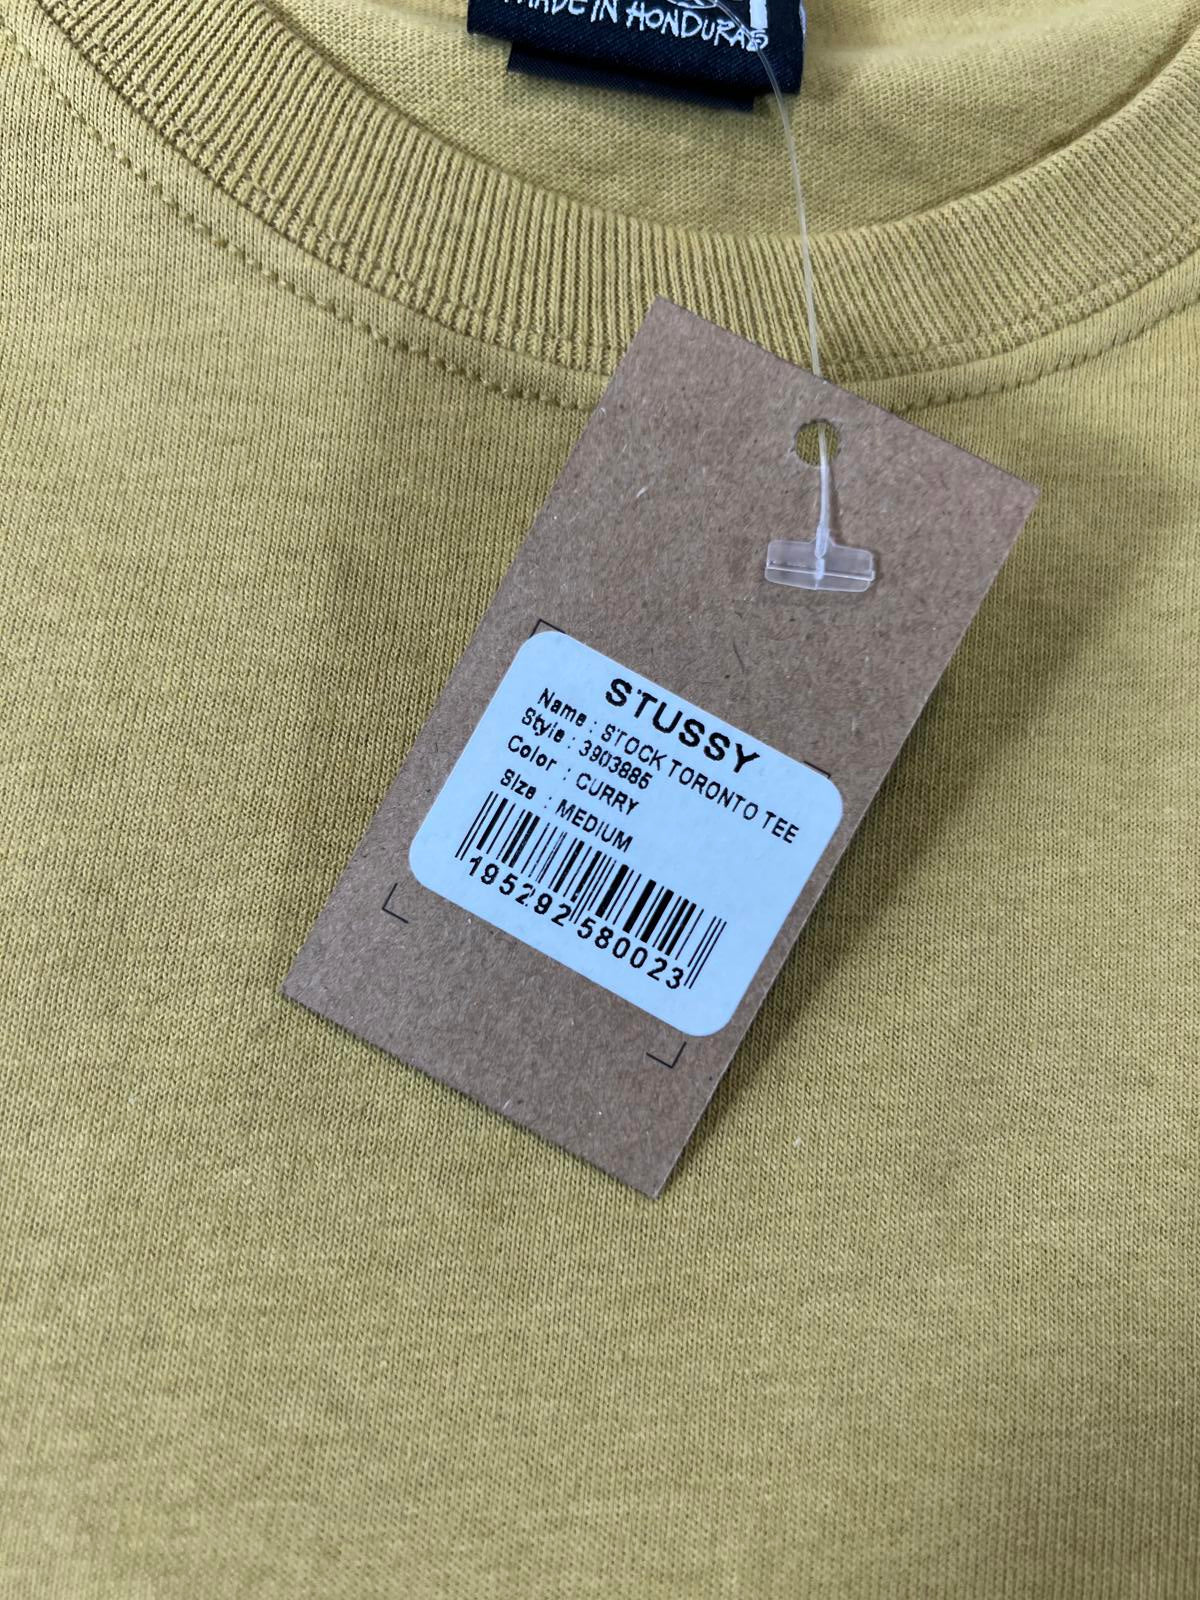 MADE IN HONDURAS
STUSSY
Name : STOCK TORONTO TEE
Style : 3903885
Color : CURRY
Size : MEDIUM
195292580023